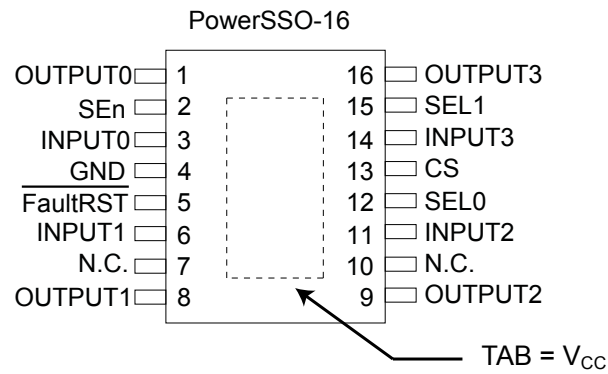 PowerSSO-16
OUTPUT0 1 16 OUTPUT3
SEn 2 15 SEL1
INPUT0 3 14 INPUT3
GND 4 13 CS
FaultRST 5 12 SEL0
INPUT1 6 11 INPUT2
N.C. 7 10 N.C.
OUTPUT1 8 9 OUTPUT2
TAB = VCC